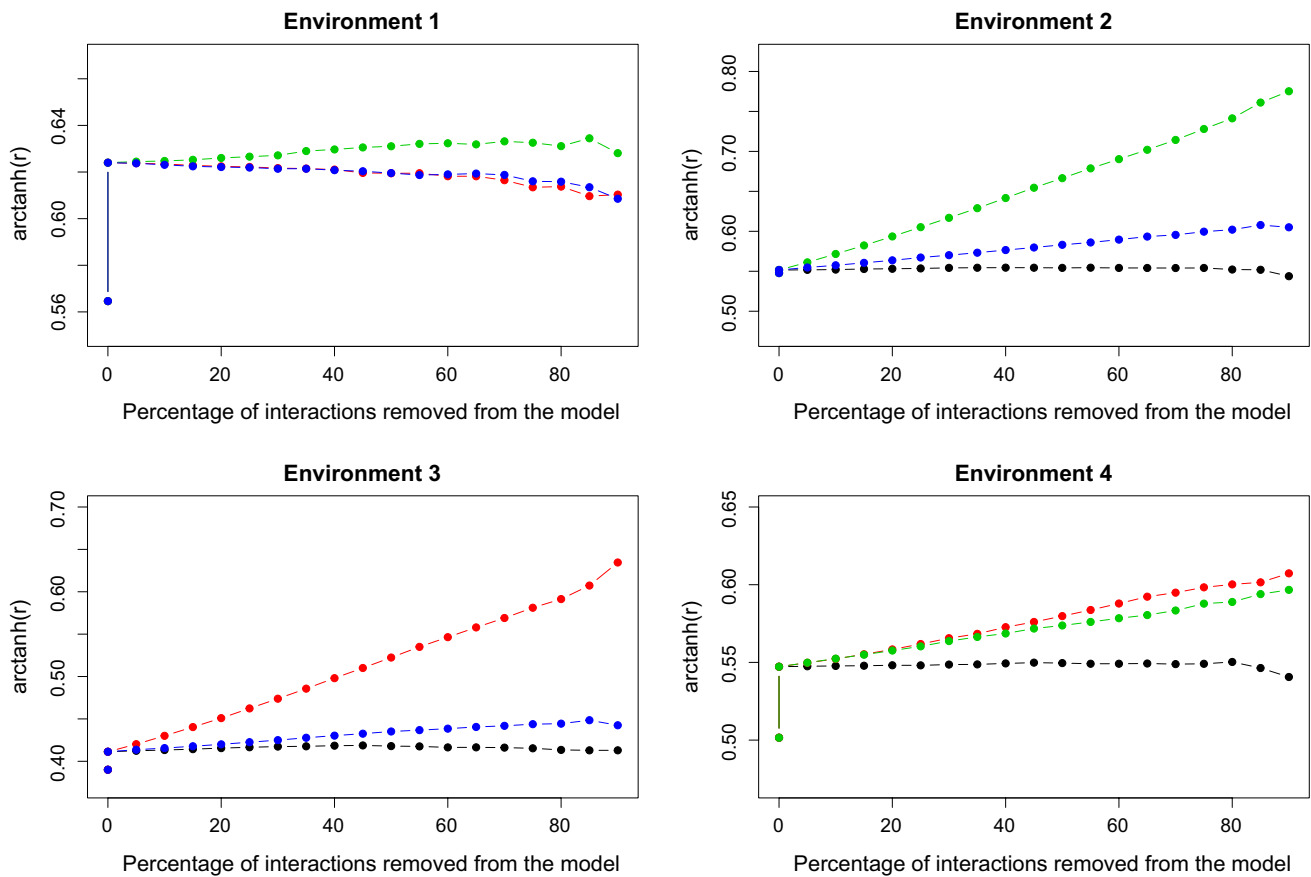 Environment 1
arctanh(r)
0.64
0.60
0.56
0 20 40 60 80
Percentage of interactions removed from the model
Environment 2
arctanh(r)
0.80
0.70
0.60
0.50
0 20 40 60 80
Percentage of interactions removed from the model
Environment 3
arctanh(r)
0.70
0.60
0.50
0.40
0 20 40 60 80
Percentage of interactions removed from the model
Environment 4
arctanh(r)
0.65
0.60
0.55
0.50
0 20 40 60 80
Percentage of interactions removed from the model